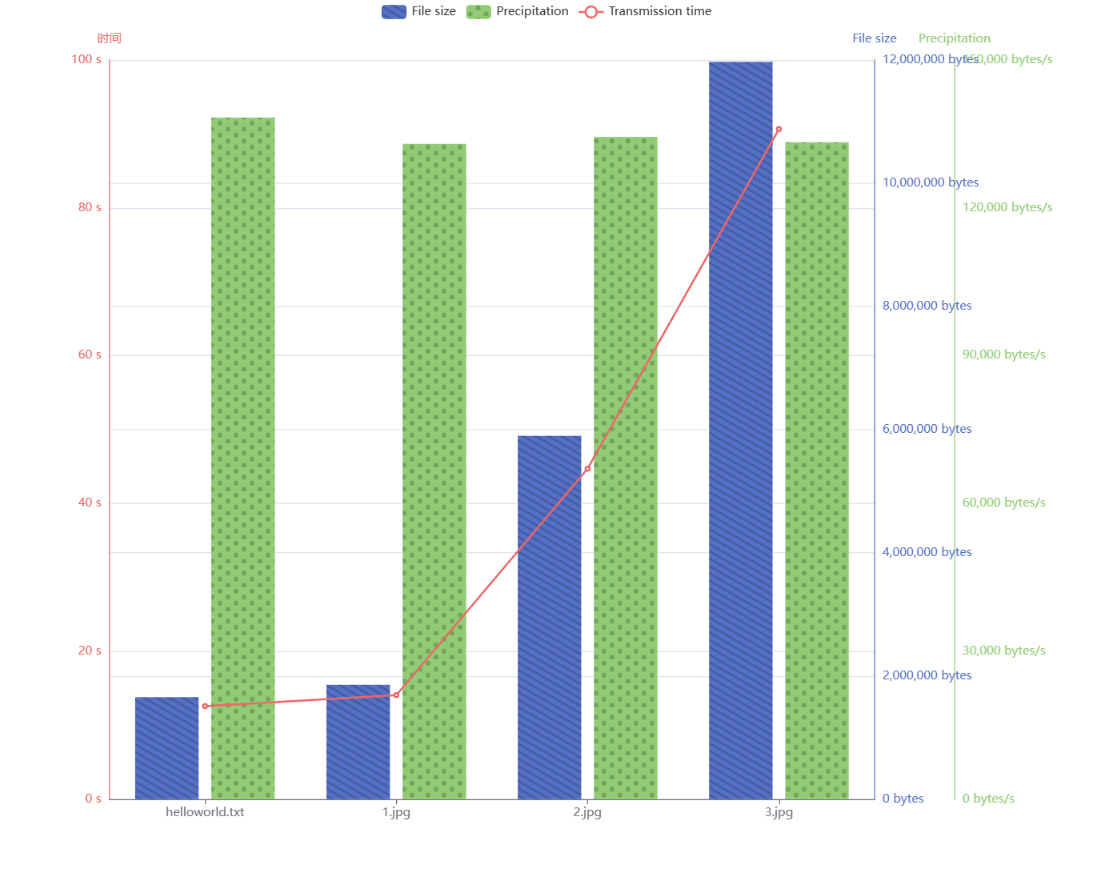 File size Precipitation Transmission time
时间 File size Precipitation
100 s 12,000,000 bytes 150,000 bytes/s
10,000,000 bytes
80 s 120,000 bytes/s
8,000,000 bytes
60 s 90,000 bytes/s
6,000,000 bytes
40 s 60,000 bytes/s
4,000,000 bytes
20 s 30,000 bytes/s
2,000,000 bytes
0 s 0 bytes 0 bytes/s
helloworld.txt 1.jpg 2.jpg 3.jpg